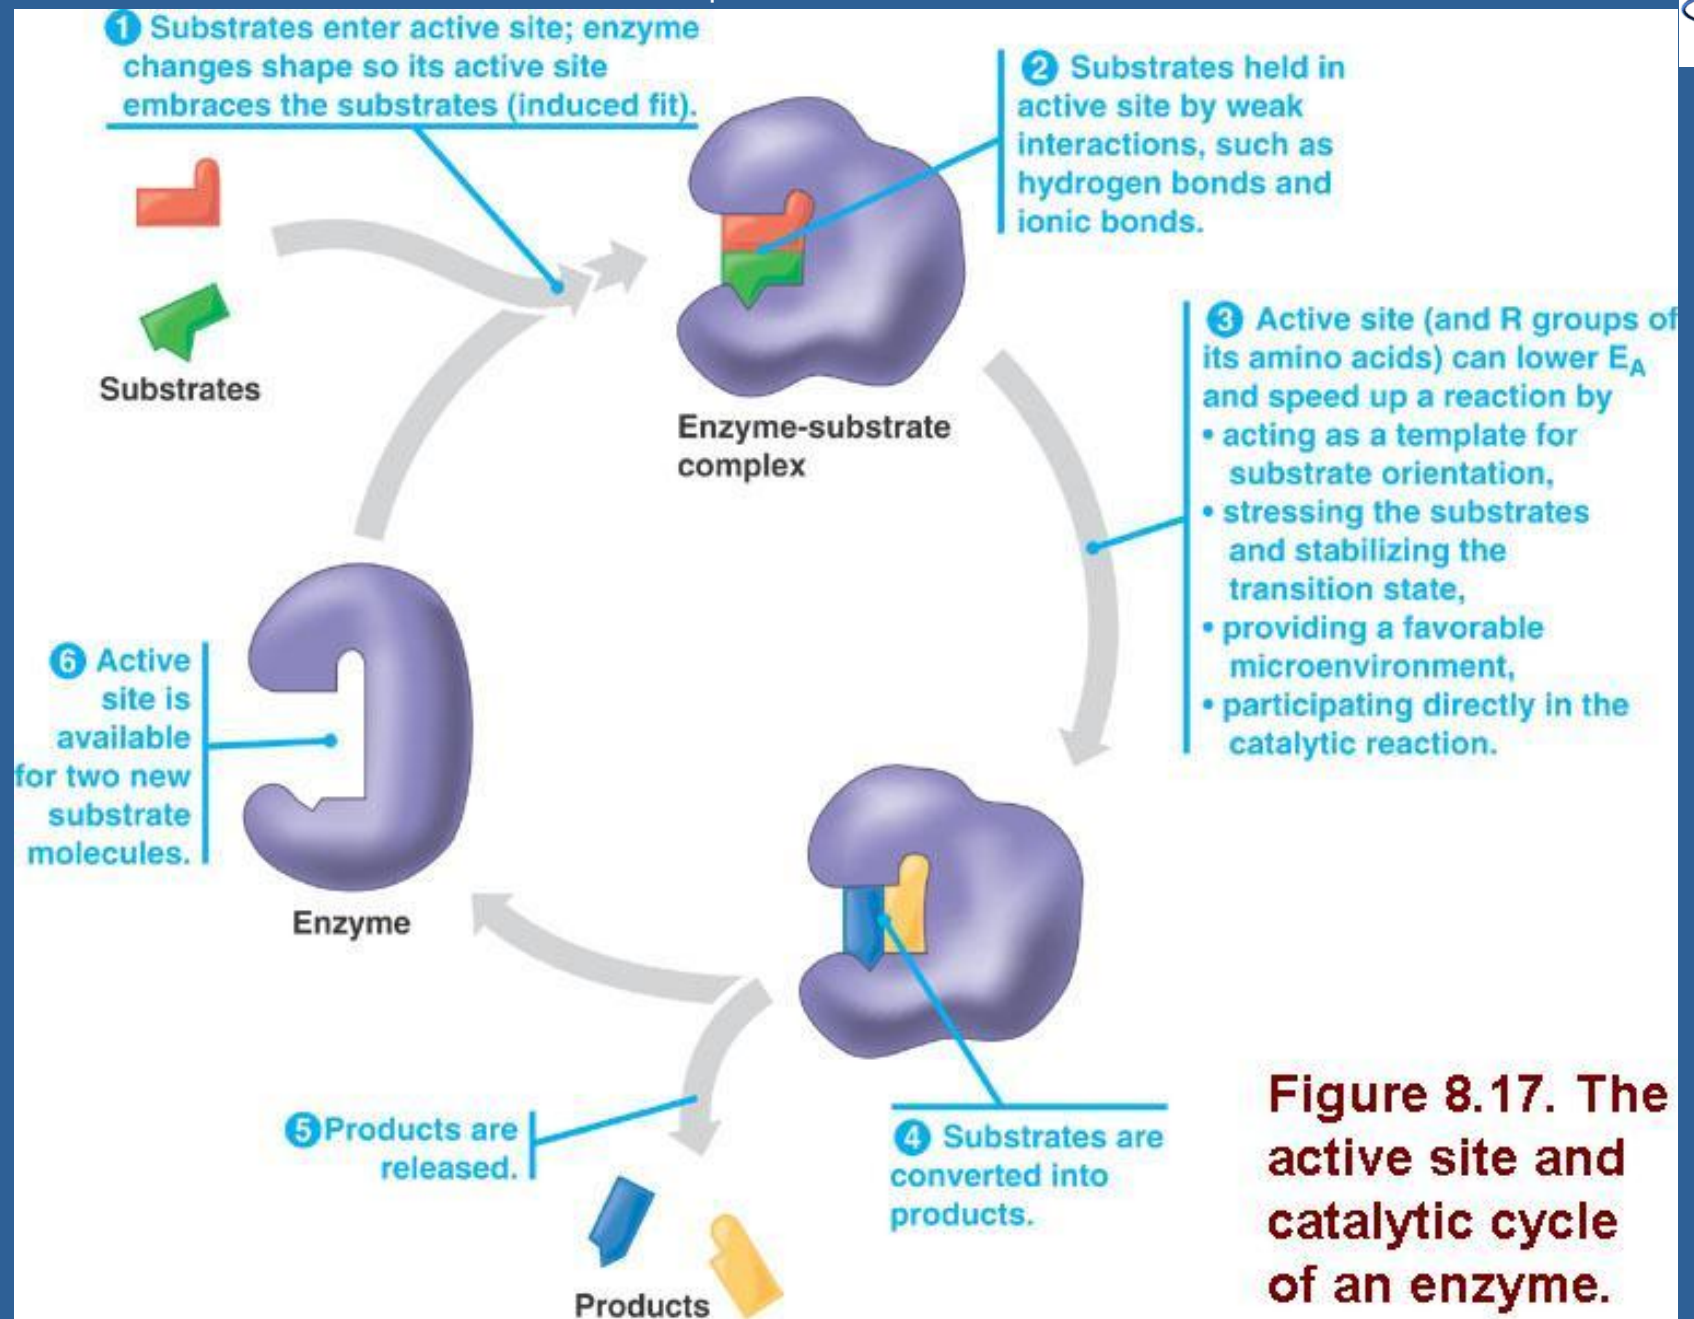 1 Substrates enter active site; enzyme
changes shape so its active site
embraces the substrates (induced fit).
2 Substrates held in
active site by weak
interactions, such as
hydrogen bonds and
ionic bonds.
Substrates
Enzyme-substrate
complex
3 Active site (and R groups of
its amino acids) can lower EA
and speed up a reaction by
• acting as a template for
substrate orientation,
• stressing the substrates
and stabilizing the
transition state,
• providing a favorable
microenvironment,
• participating directly in the
catalytic reaction.
6 Active
site is
available
for two new
substrate
molecules.
Enzyme
5 Products are
released.
Products
4 Substrates are
converted into
products.
Figure 8.17. The
active site and
catalytic cycle
of an enzyme.